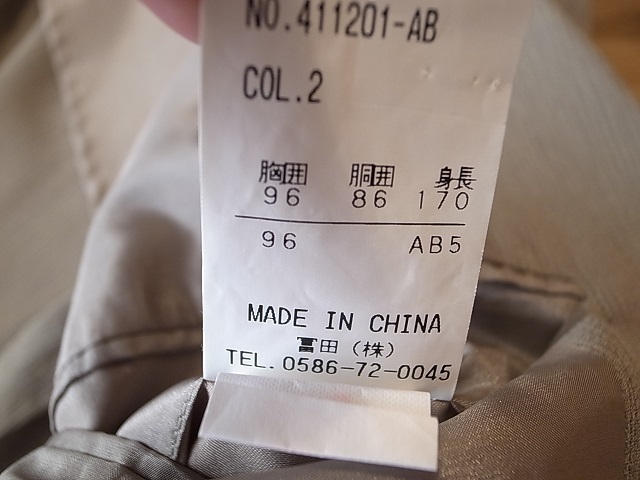 NO.411201-AB
COL.2
胸囲 胴囲 身長
96 86 170
96 AB5
MADE IN CHINA
冨田（株）
TEL.0586-72-0045